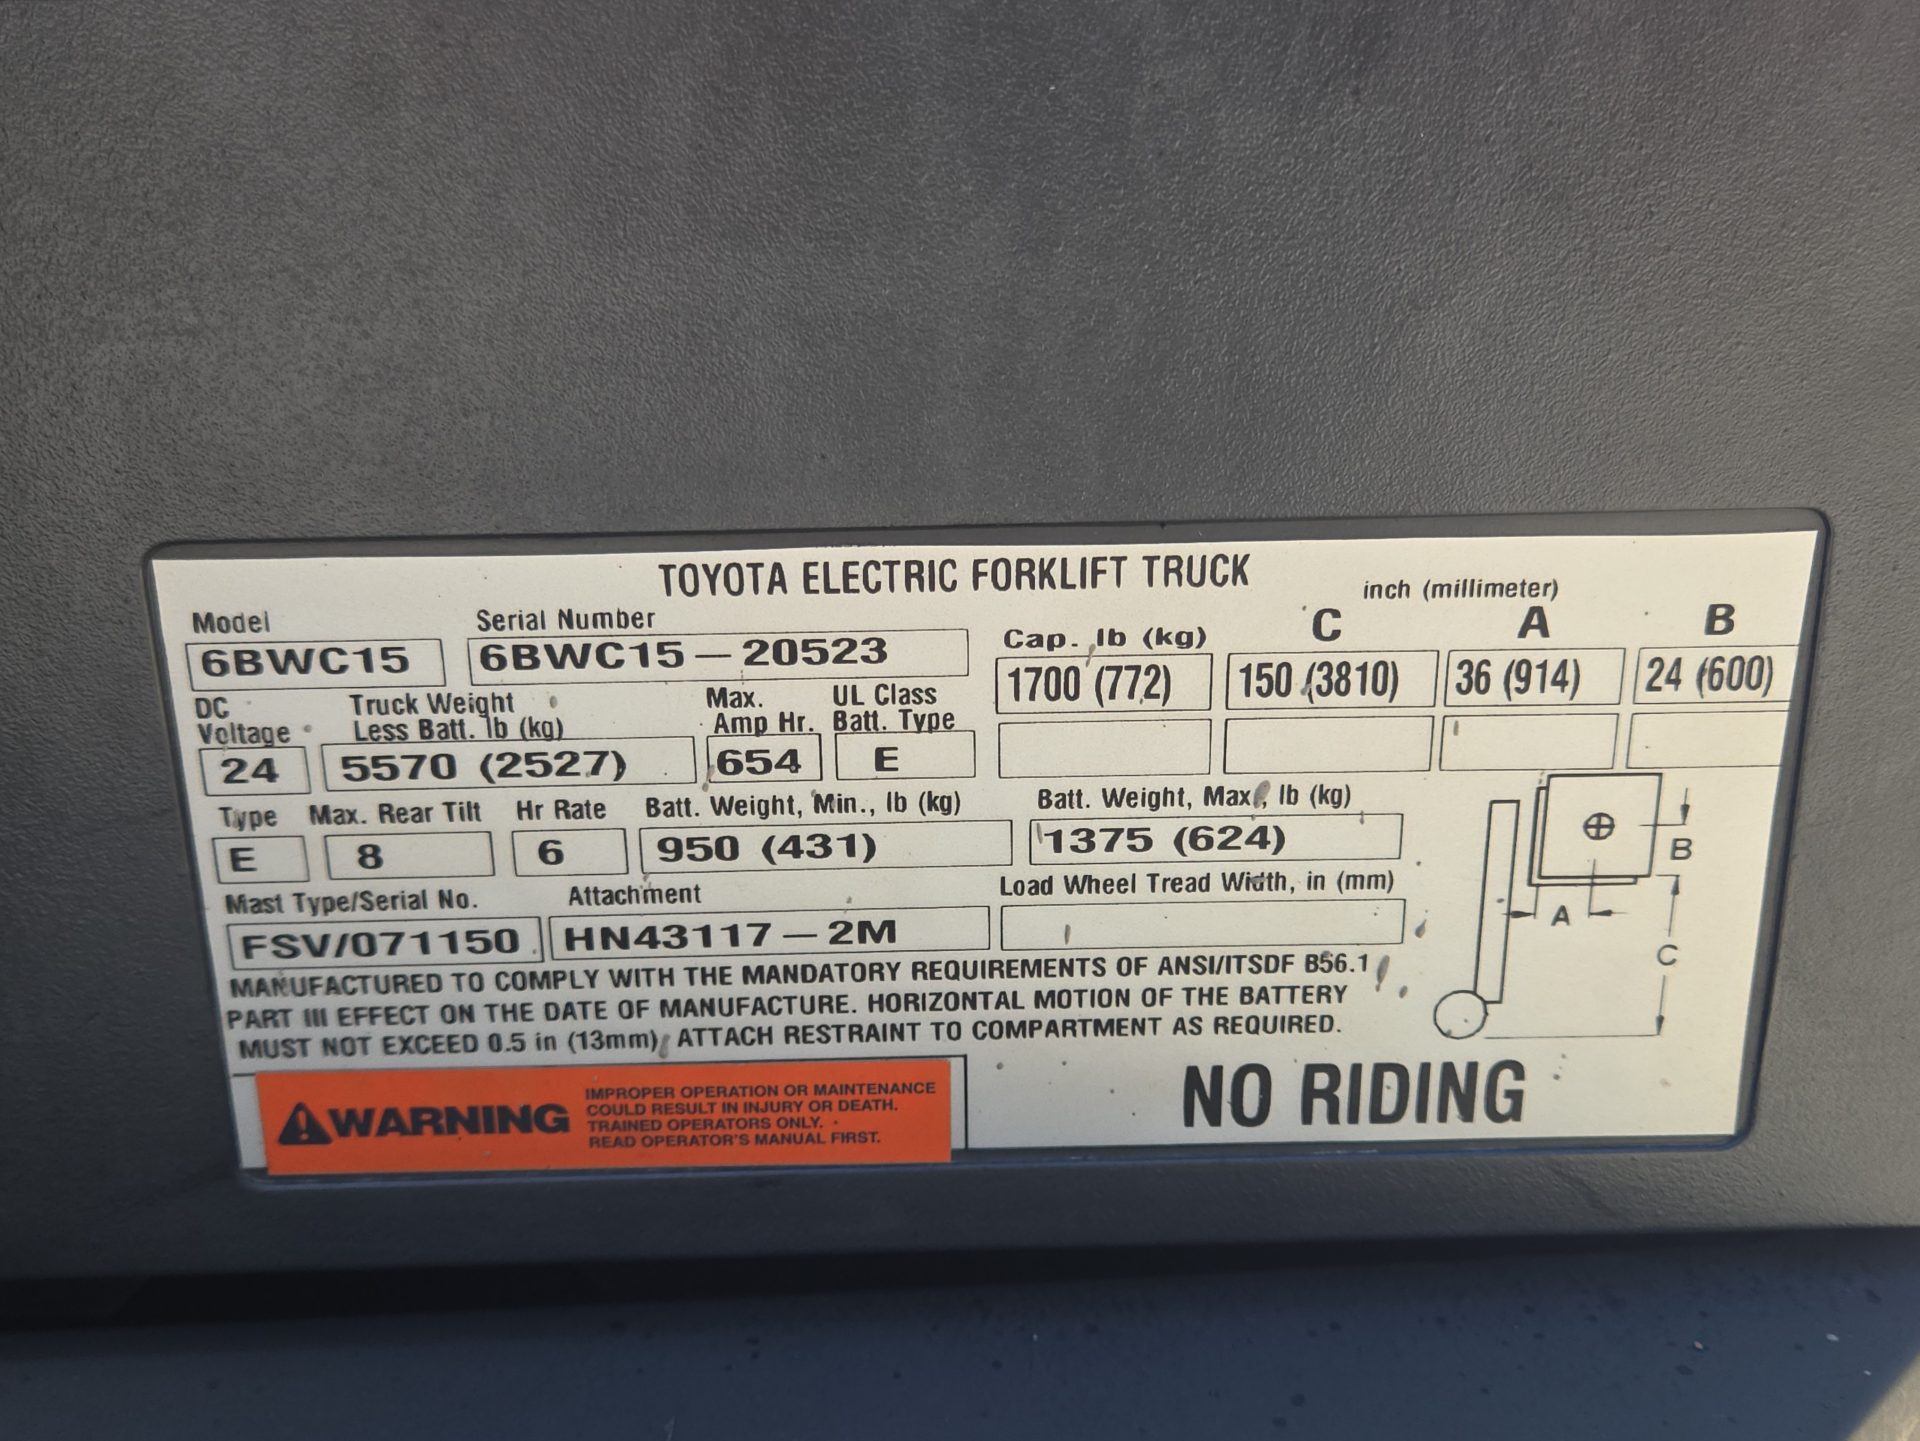 TOYOTA ELECTRIC FORKLIFT TRUCK
inch (millimeter)
Model Serial Number Cap. lb (kg) C A B
6BWC15 6BWC15-20523 1700 (772) 150 (3810) 36 (914) 24 (600)
DC Voltage Truck Weight Less Batt. lb (kg) Max. Amp Hr. UL Class Batt. Type
24 5570 (2527) 654 E
Type Max. Rear Tilt Hr Rate Batt. Weight, Min., lb (kg) Batt. Weight, Max., lb (kg)
E 8 6 950 (431) 1375 (624)
Mast Type/Serial No. Attachment Load Wheel Tread Width, in (mm)
FSV/071150 HN43117-2M
B
A
C
MANUFACTURED TO COMPLY WITH THE MANDATORY REQUIREMENTS OF ANSI/ITSDF B56.1
PART III EFFECT ON THE DATE OF MANUFACTURE. HORIZONTAL MOTION OF THE BATTERY
MUST NOT EXCEED 0.5 in (13mm), ATTACH RESTRAINT TO COMPARTMENT AS REQUIRED.
WARNING
IMPROPER OPERATION OR MAINTENANCE
COULD RESULT IN INJURY OR DEATH.
TRAINED OPERATORS ONLY.
READ OPERATOR'S MANUAL FIRST.
NO RIDING